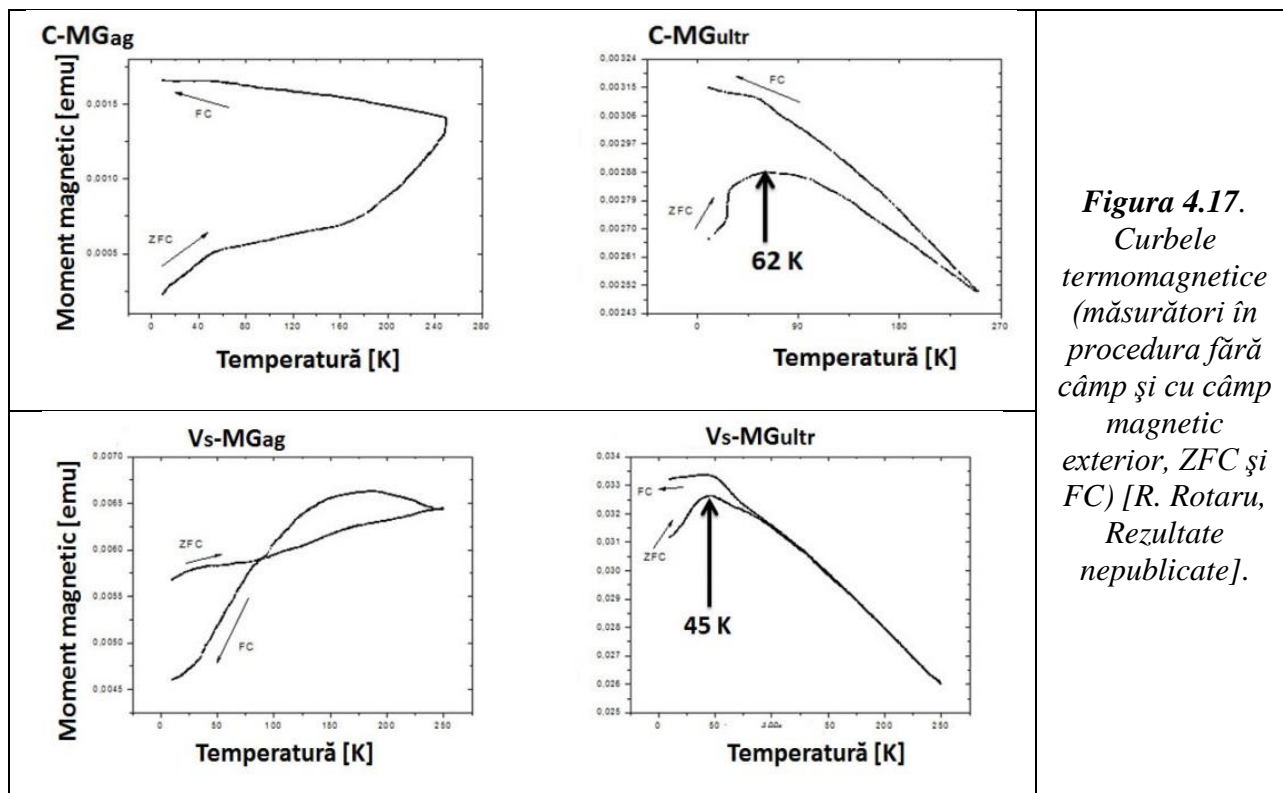 C-MGag
Moment magnetic [emu]
0,0015
0,0010
0,0005
FC
ZFC
0 40 80 120 160 200 240 280
Temperatură [K]
C-MGultr
0,00324
0,00315
0,00306
0,00297
0,00288
0,00279
0,00270
0,00261
0,00252
0,00243
FC
ZFC
62 K
0 90 180 270
Temperatură [K]
Vs-MGag
Moment magnetic [emu]
0,0070
0,0065
0,0060
0,0055
0,0050
0,0045
ZFC
FC
0 50 100 150 200 250
Temperatură [K]
Vs-MGultr
0,034
0,033
0,032
0,031
0,030
0,029
0,028
0,027
0,026
0,025
FC
ZFC
45 K
0 50 150 200 250
Temperatură [K]
Figura 4.17.
Curbele
termomagnetice
(măsurători în
procedura fără
câmp şi cu câmp
magnetic
exterior, ZFC şi
FC) [R. Rotaru,
Rezultate
nepublicate].